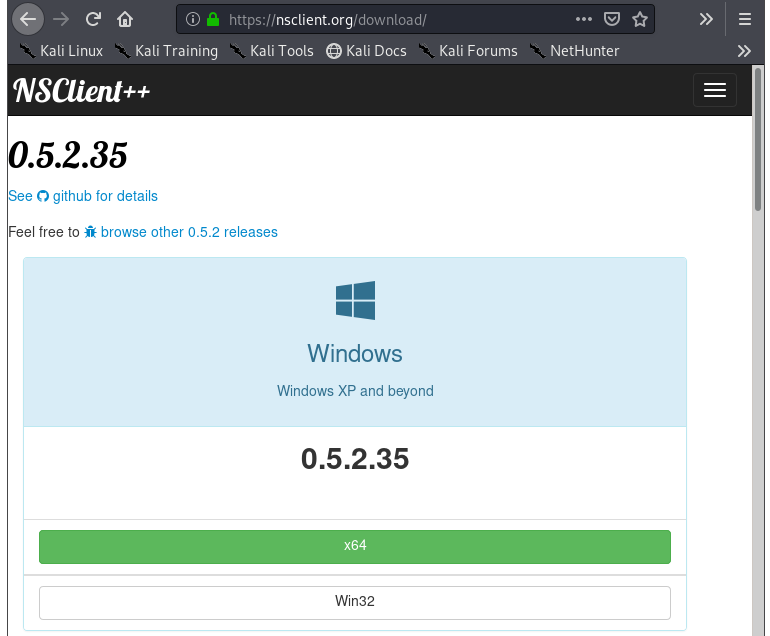 https://nsclient.org/download/
Kali Linux Kali Training Kali Tools Kali Docs Kali Forums NetHunter
NSClient++
0.5.2.35
See github for details
Feel free to browse other 0.5.2 releases
Windows
Windows XP and beyond
0.5.2.35
x64
Win32